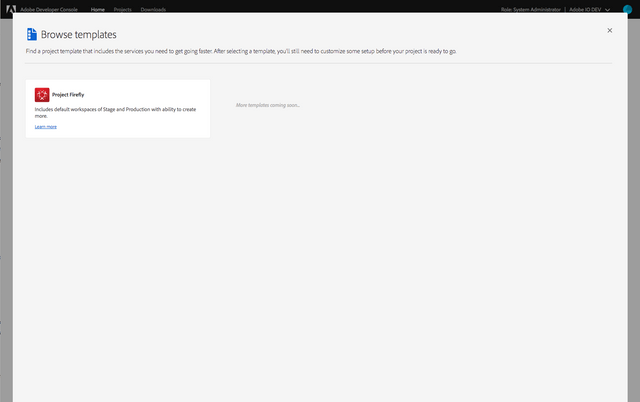 Adobe Developer Console Home Projects Downloads Role: System Administrator | Adobe IO DEV
Browse templates
Find a project template that includes the services you need to get going faster. After selecting a template, you'll still need to customize some setup before your project is ready to go.
Project Firefly
Includes default workspaces of Stage and Production with ability to create
more.
Learn more
More templates coming soon...